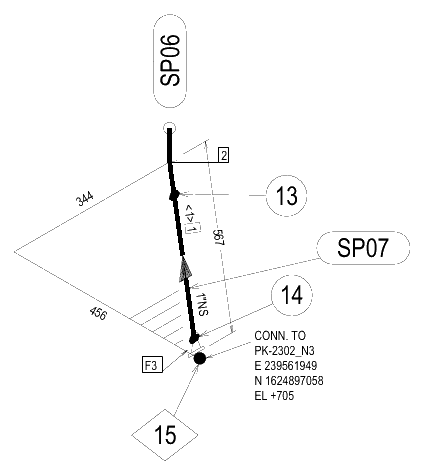 SP06
2
344
13
<1> 1
567
SP07
456
1"NS
14
CONN. TO
PK-2302_N3
E 239561949
N 1624897058
EL +705
F3
15